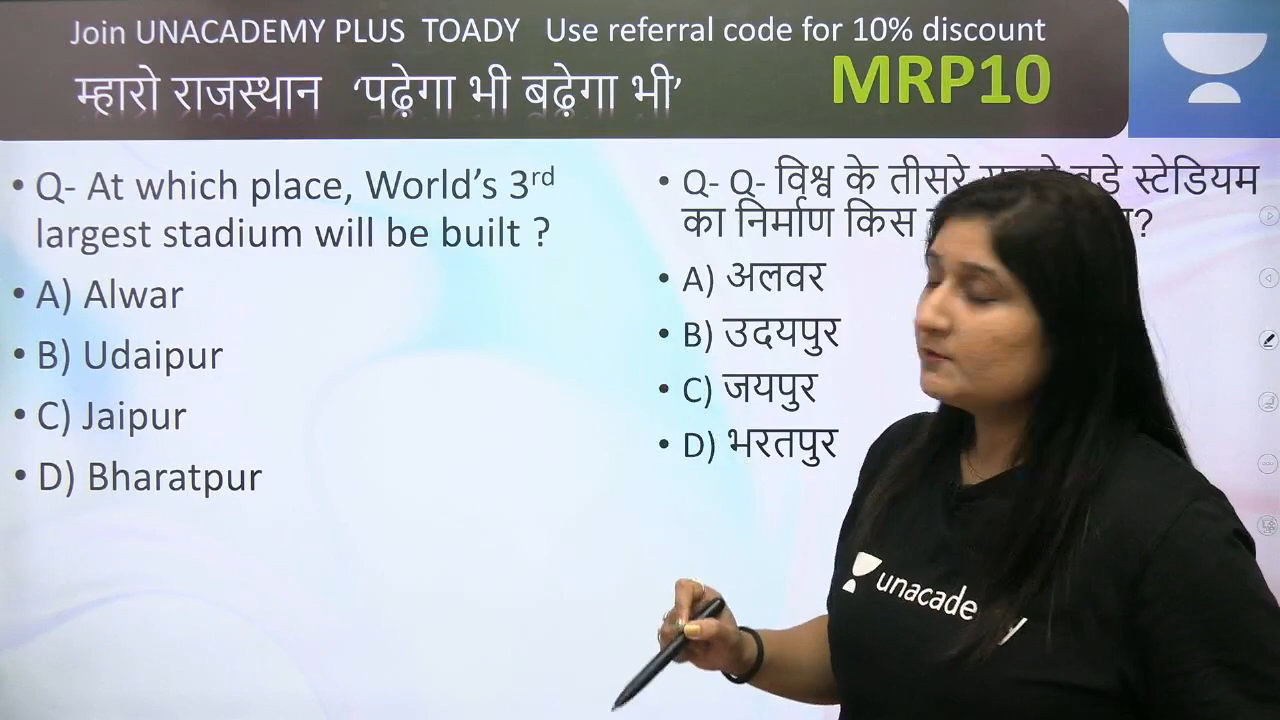 Join UNACADEMY PLUS TOADY Use referral code for 10% discount
म्हारो राजस्थान ‘पढ़ेगा भी बढ़ेगा भी’ MRP10
• Q- At which place, World’s 3rd
largest stadium will be built ?
• A) Alwar
• B) Udaipur
• C) Jaipur
• D) Bharatpur
• Q- Q- विश्व के तीसरे स्टेडियम
का निर्माण किस ?
• A) अलवर
• B) उदयपुर
• C) जयपुर
• D) भरतपुर
unacade y